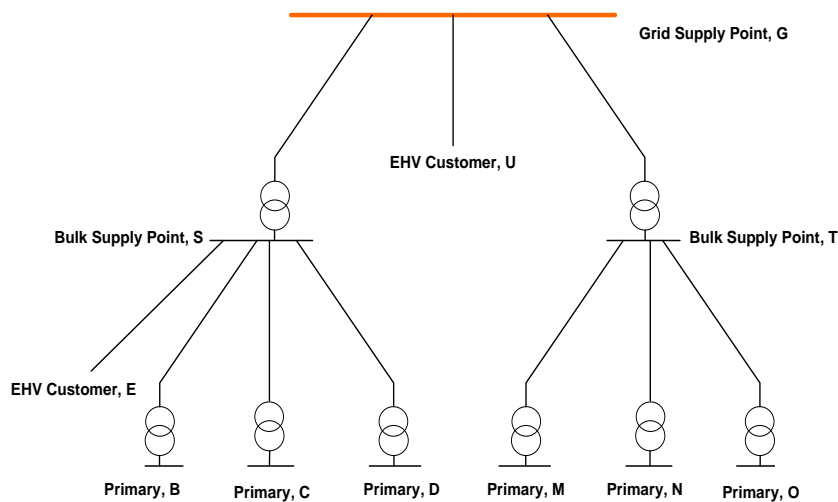 Grid Supply Point, G
EHV Customer, U
Bulk Supply Point, S
Bulk Supply Point, T
EHV Customer, E
Primary, B
Primary, C
Primary, D
Primary, M
Primary, N
Primary, O